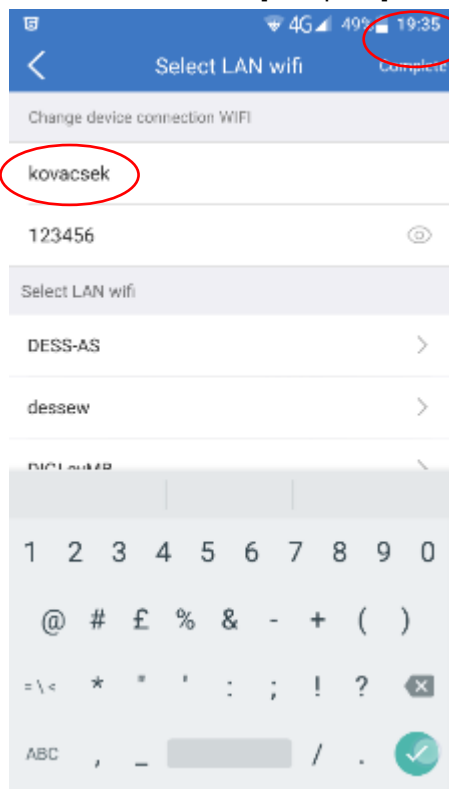 4G 49% 19:35
Select LAN wifi Complete
Change device connection WIFI
kovacsek
123456
Select LAN wifi
DESS-AS
dessew
1 2 3 4 5 6 7 8 9 0
@ # £ % & - + ( )
= \ < * " ' : ; ! ?
ABC , _ / .